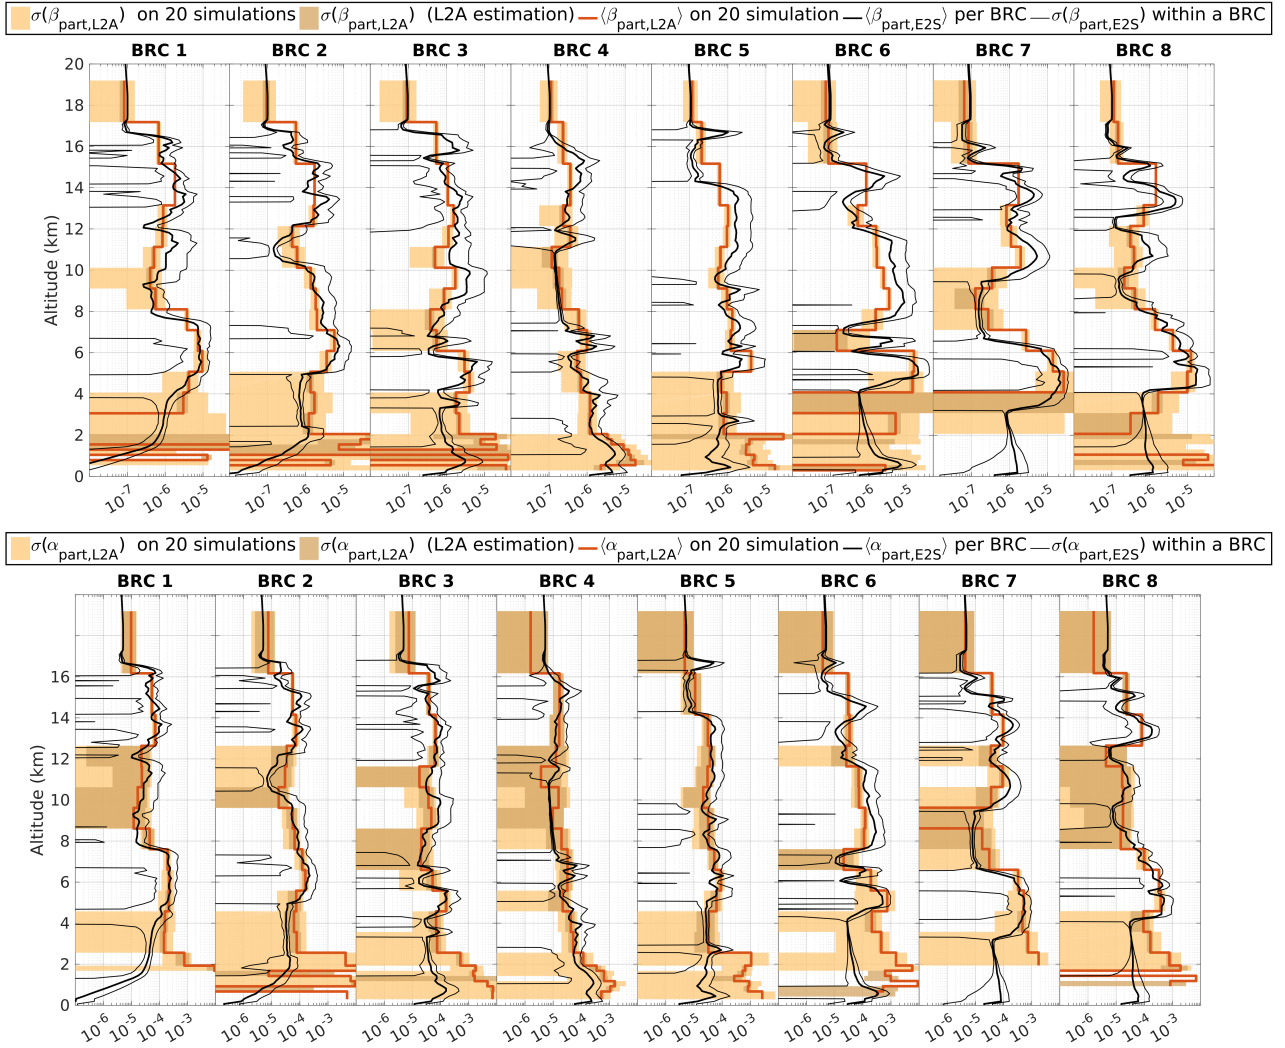 σ(β_part,L2A) on 20 simulations σ(β_part,L2A) (L2A estimation) ⟨β_part,L2A⟩ on 20 simulation ⟨β_part,E2S⟩ per BRC σ(β_part,E2S) within a BRC
BRC 1 BRC 2 BRC 3 BRC 4 BRC 5 BRC 6 BRC 7 BRC 8
20
18
16
14
12
10
8
6
4
2
0
Altitude (km)
10^-7 10^-6 10^-5 10^-7 10^-6 10^-5 10^-7 10^-6 10^-5 10^-7 10^-6 10^-5 10^-7 10^-6 10^-5 10^-7 10^-6 10^-5 10^-7 10^-6 10^-5 10^-7 10^-6 10^-5
σ(α_part,L2A) on 20 simulations σ(α_part,L2A) (L2A estimation) ⟨α_part,L2A⟩ on 20 simulation ⟨α_part,E2S⟩ per BRC σ(α_part,E2S) within a BRC
BRC 1 BRC 2 BRC 3 BRC 4 BRC 5 BRC 6 BRC 7 BRC 8
16
14
12
10
8
6
4
2
0
Altitude (km)
10^-6 10^-5 10^-4 10^-3 10^-6 10^-5 10^-4 10^-3 10^-6 10^-5 10^-4 10^-3 10^-6 10^-5 10^-4 10^-3 10^-6 10^-5 10^-4 10^-3 10^-6 10^-5 10^-4 10^-3 10^-6 10^-5 10^-4 10^-3 10^-6 10^-5 10^-4 10^-3